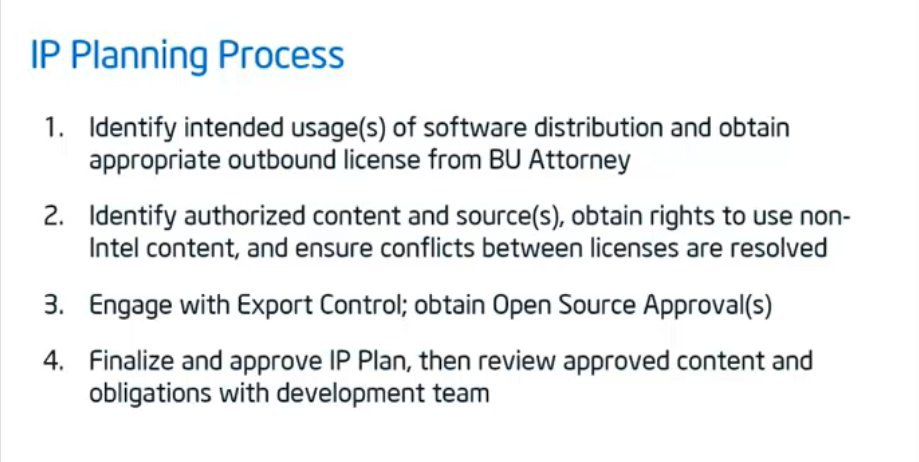 IP Planning Process
1. Identify intended usage(s) of software distribution and obtain
appropriate outbound license from BU Attorney
2. Identify authorized content and source(s), obtain rights to use non-
Intel content, and ensure conflicts between licenses are resolved
3. Engage with Export Control; obtain Open Source Approval(s)
4. Finalize and approve IP Plan, then review approved content and
obligations with development team